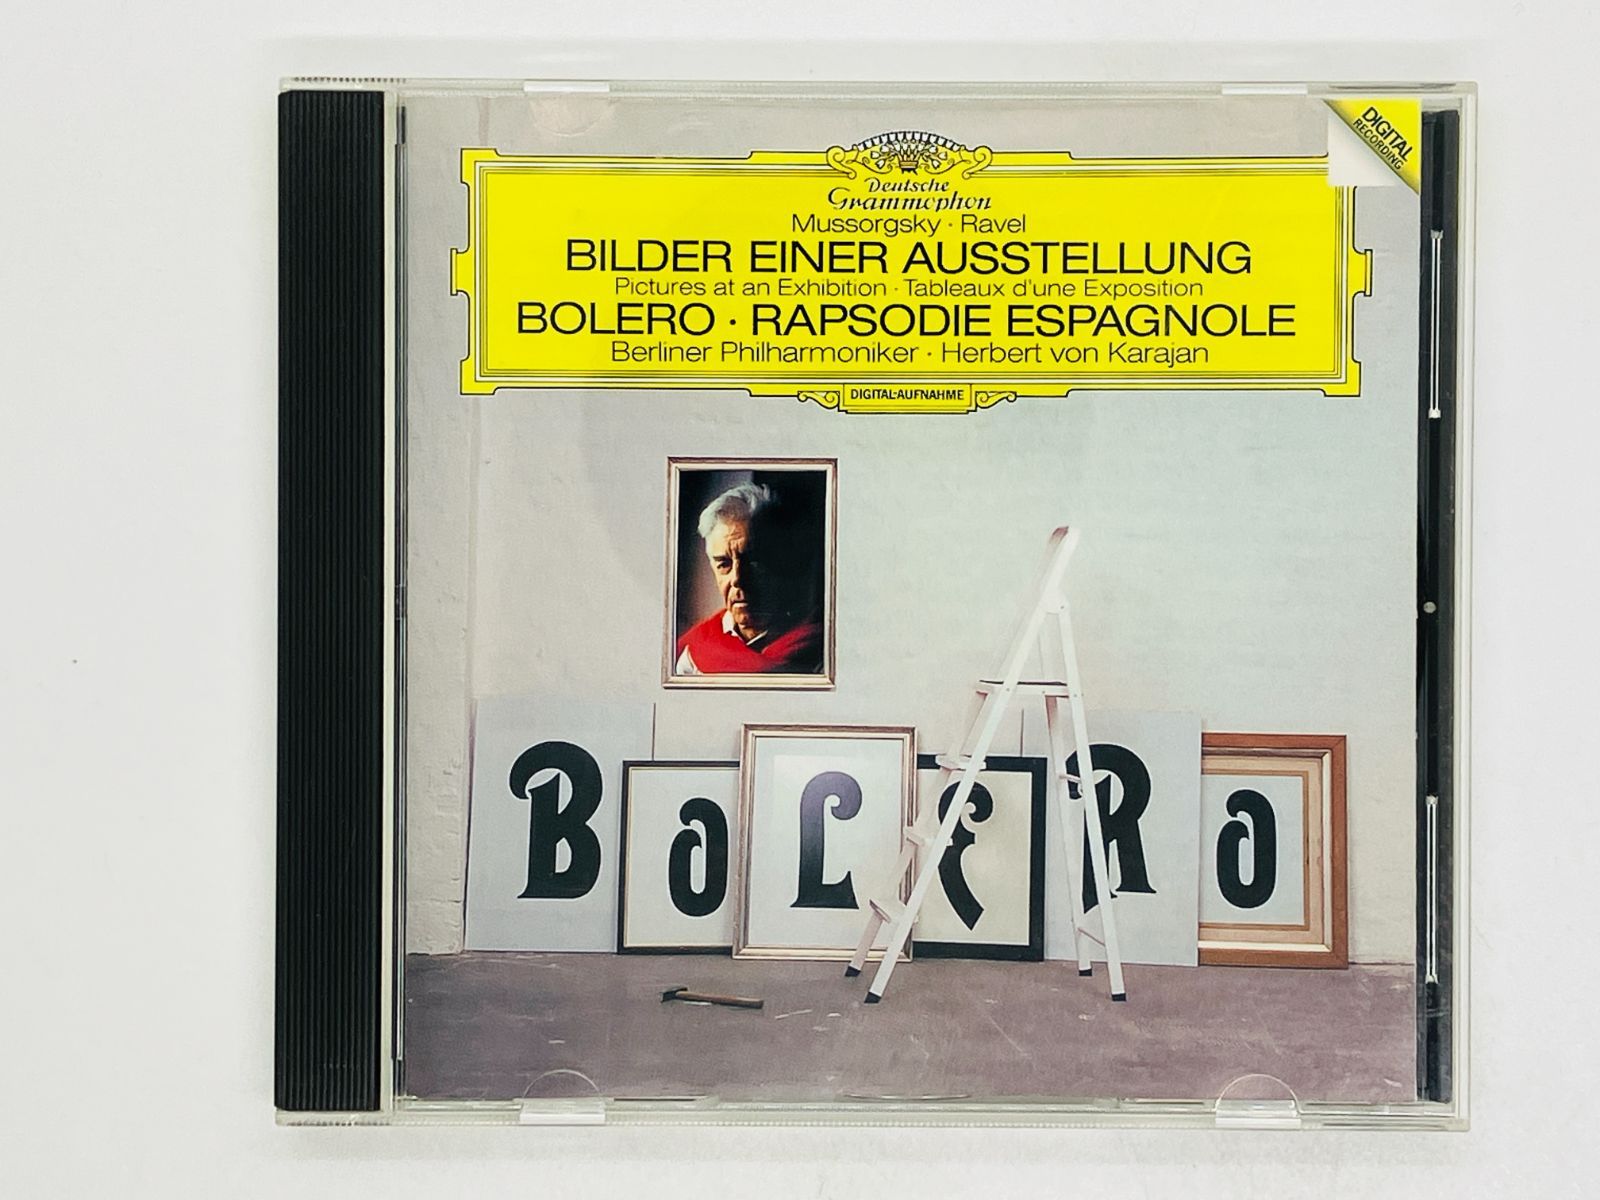 DIGITAL
RECORDING
Deutsche
Grammophon
Mussorgsky · Ravel
BILDER EINER AUSSTELLUNG
Pictures at an Exhibition · Tableaux d'une Exposition
BOLERO · RAPSODIE ESPAGNOLE
Berliner Philharmoniker · Herbert von Karajan
DIGITAL-AUFNAHME
BOLERO